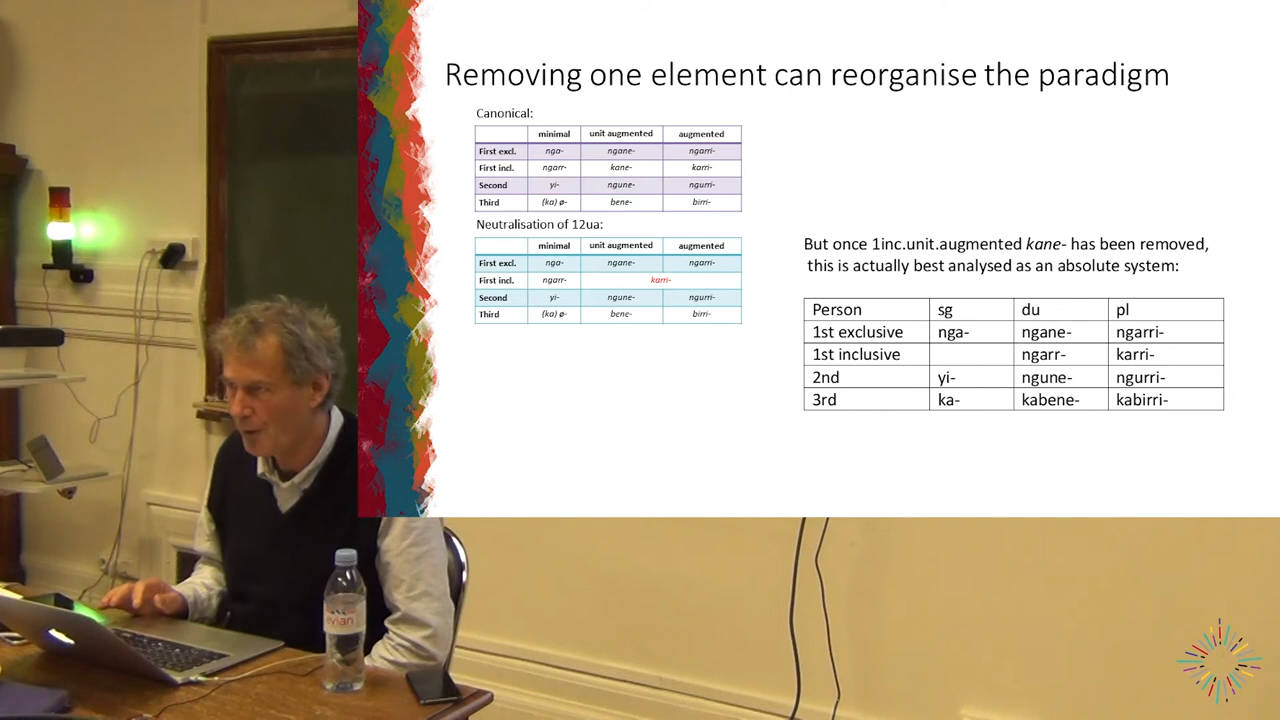 Removing one element can reorganise the paradigm
Canonical:
minimal unit augmented augmented
First excl. nga- ngane- ngarri-
First incl. ngarr- kane- karri-
Second yi- ngune- ngurri-
Third (ka) ø- bene- birri-
Neutralisation of 12ua:
minimal unit augmented augmented
First excl. nga- ngane- ngarri-
First incl. ngarr- karri-
Second yi- ngune- ngurri-
Third (ka) ø- bene- birri-
But once 1inc.unit.augmented kane- has been removed,
this is actually best analysed as an absolute system:
Person sg du pl
1st exclusive nga- ngane- ngarri-
1st inclusive ngarr- karri-
2nd yi- ngune- ngurri-
3rd ka- kabene- kabirri-
evian